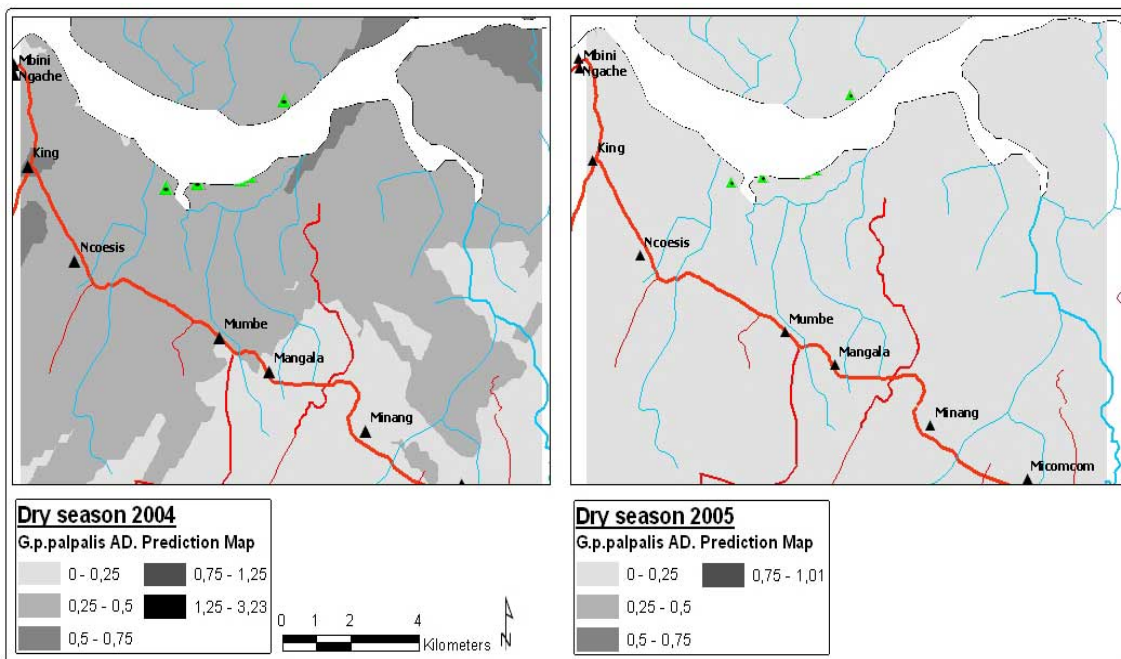 Mbini
Ngache
King
Ncoesis
Mumbe
Mangala
Minang
Mbini
Ngache
King
Ncoesis
Mumbe
Mangala
Minang
Micomcom
Dry season 2004
G.p.palpalis AD. Prediction Map
0 - 0,25
0,75 - 1,25
0,25 - 0,5
1,25 - 3,23
0,5 - 0,75
0 1 2 4
Kilometers
N
Dry season 2005
G.p.palpalis AD. Prediction Map
0 - 0,25
0,75 - 1,01
0,25 - 0,5
0,5 - 0,75